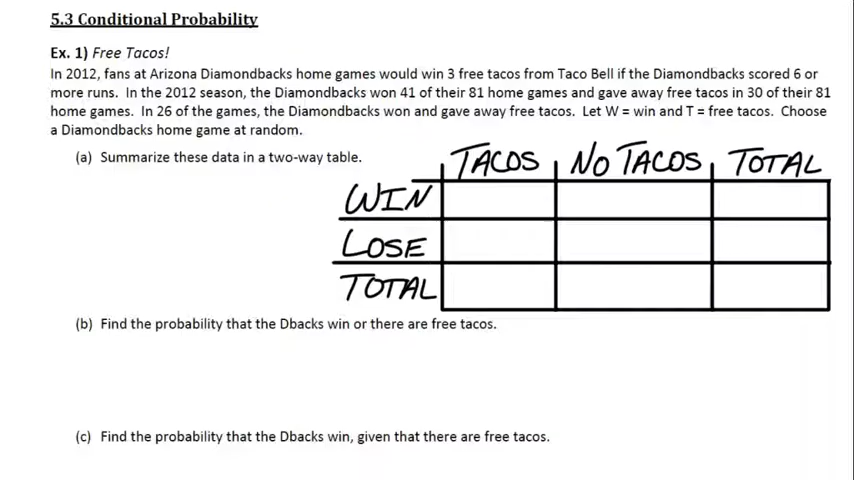 5.3 Conditional Probability
Ex. 1) Free Tacos!
In 2012, fans at Arizona Diamondbacks home games would win 3 free tacos from Taco Bell if the Diamondbacks scored 6 or
more runs. In the 2012 season, the Diamondbacks won 41 of their 81 home games and gave away free tacos in 30 of their 81
home games. In 26 of the games, the Diamondbacks won and gave away free tacos. Let W = win and T = free tacos. Choose
a Diamondbacks home game at random.
(a) Summarize these data in a two-way table.
TACOS NO TACOS TOTAL
WIN
LOSE
TOTAL
(b) Find the probability that the Dbacks win or there are free tacos.
(c) Find the probability that the Dbacks win, given that there are free tacos.